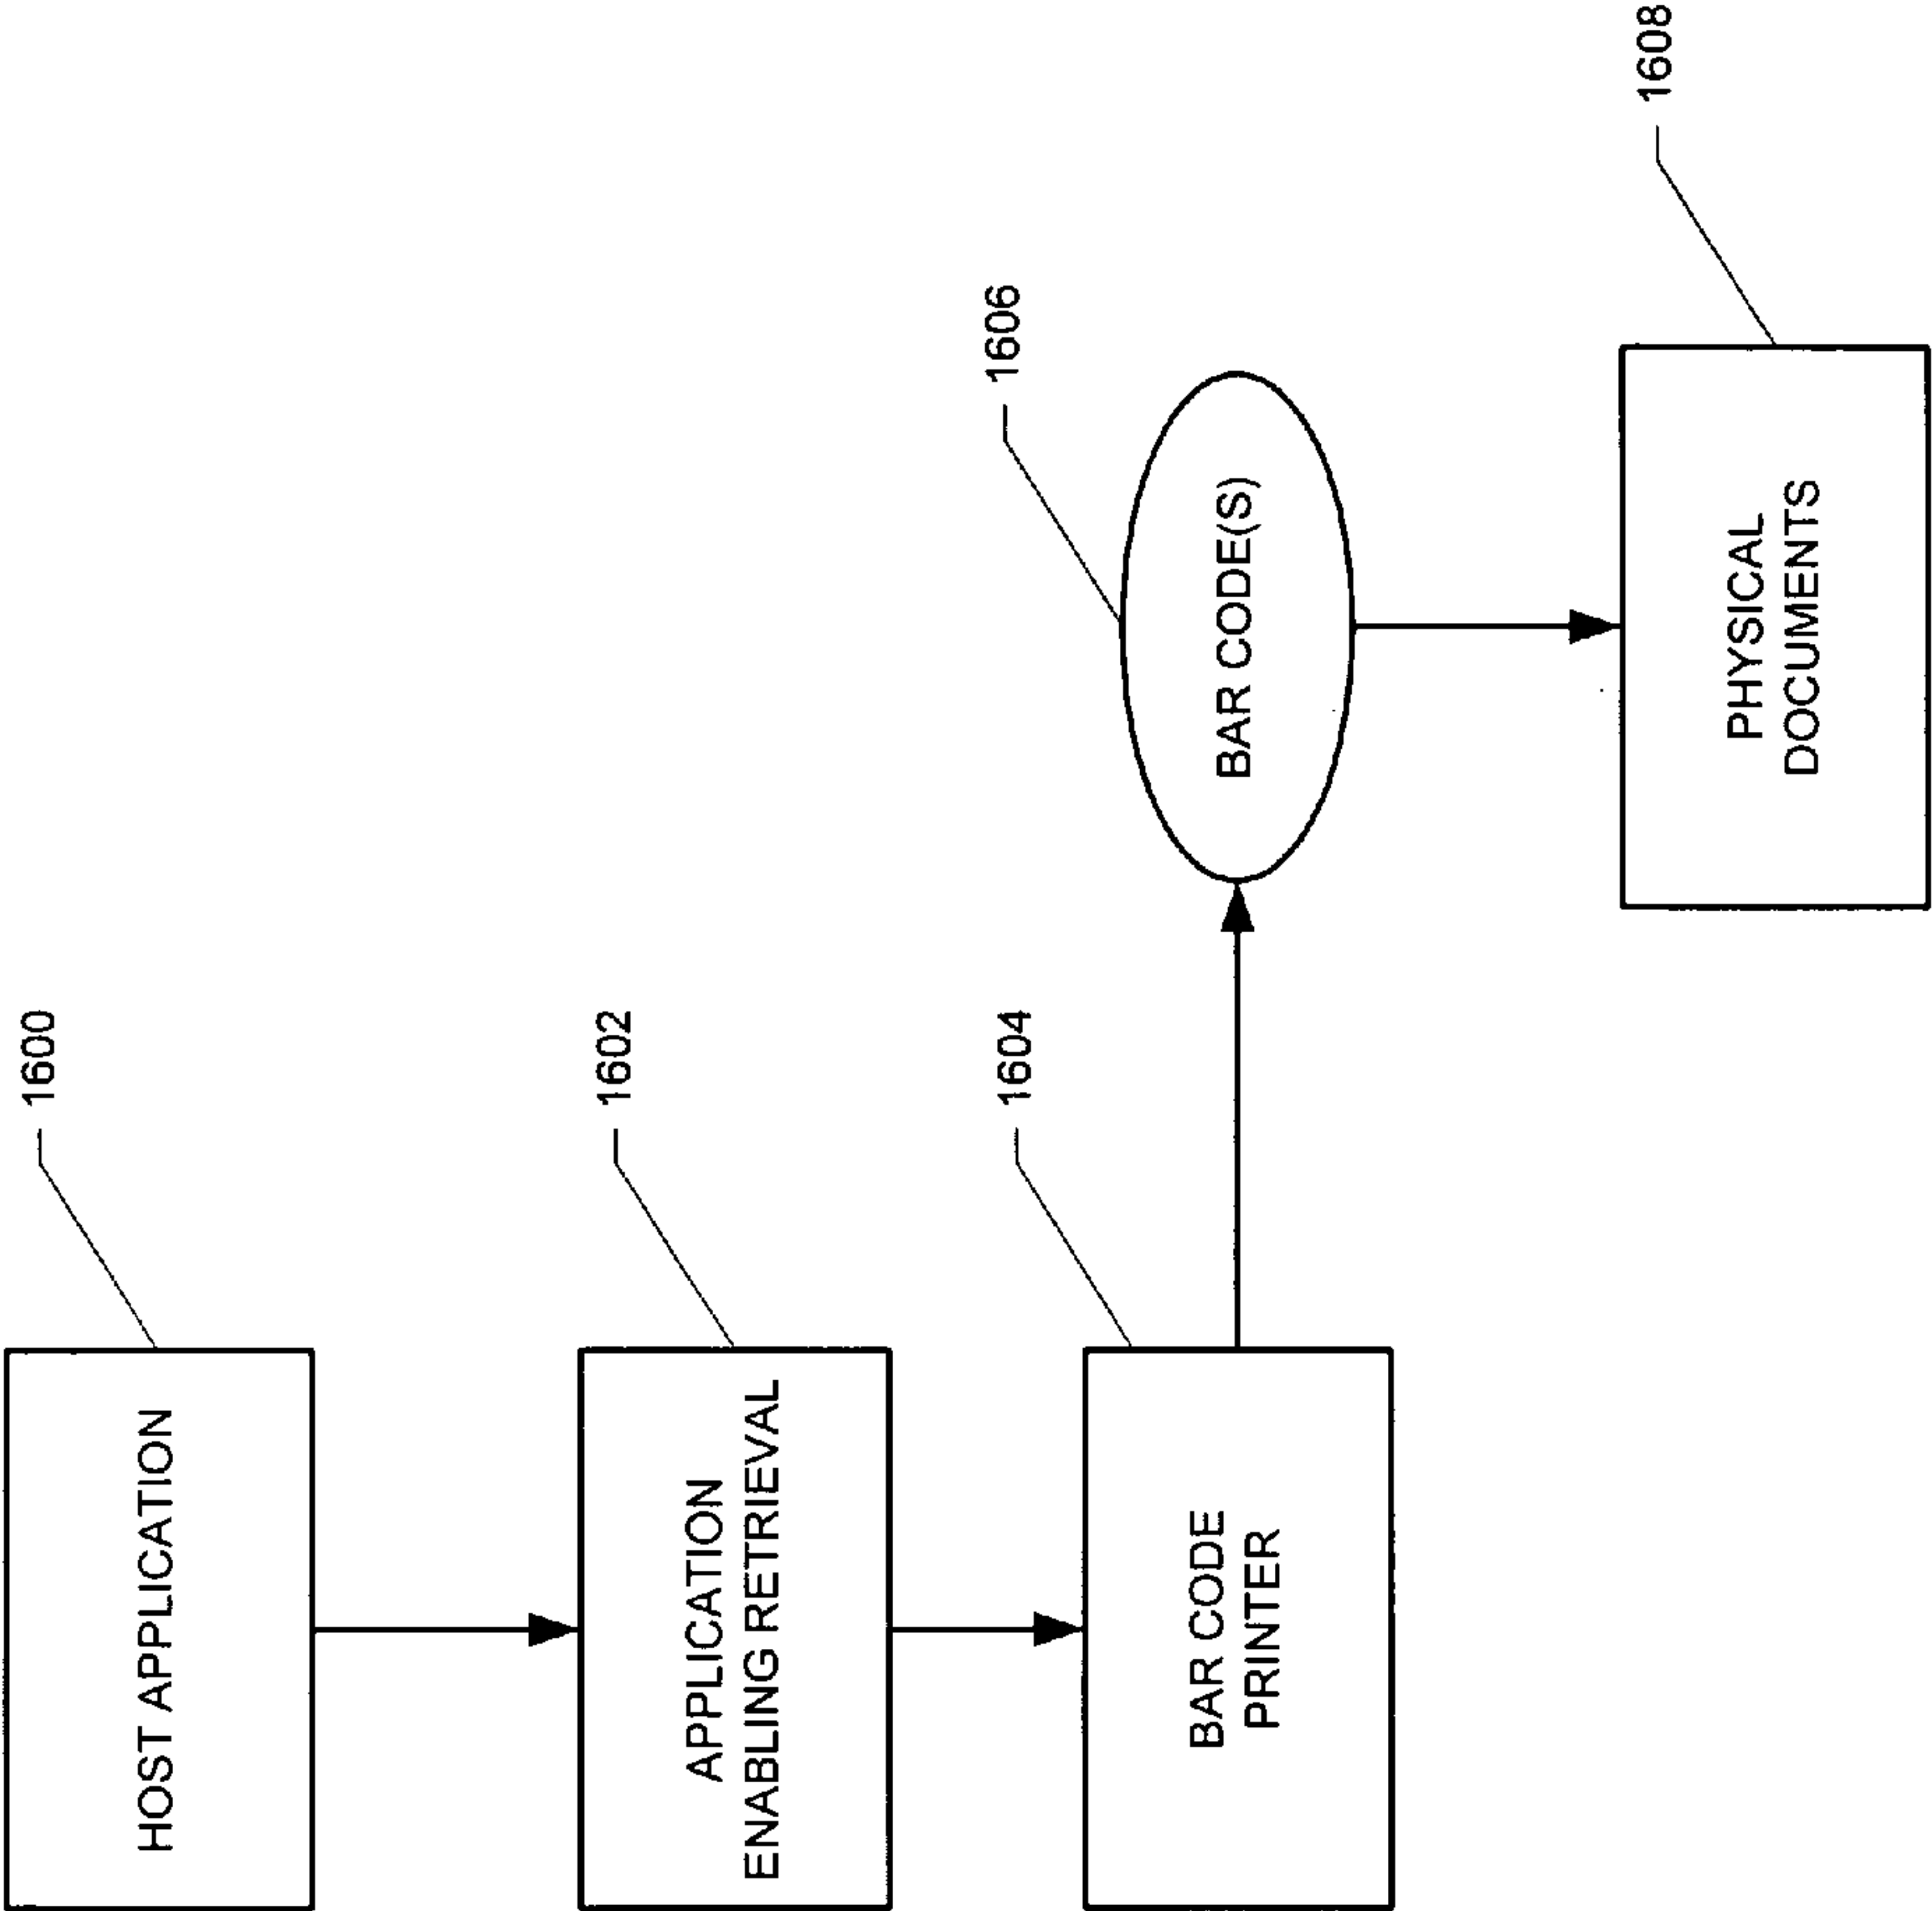 HOST APPLICATION
1600
APPLICATION
ENABLING RETRIEVAL
1602
BAR CODE
PRINTER
1604
BAR CODE(S)
1606
PHYSICAL
DOCUMENTS
1608